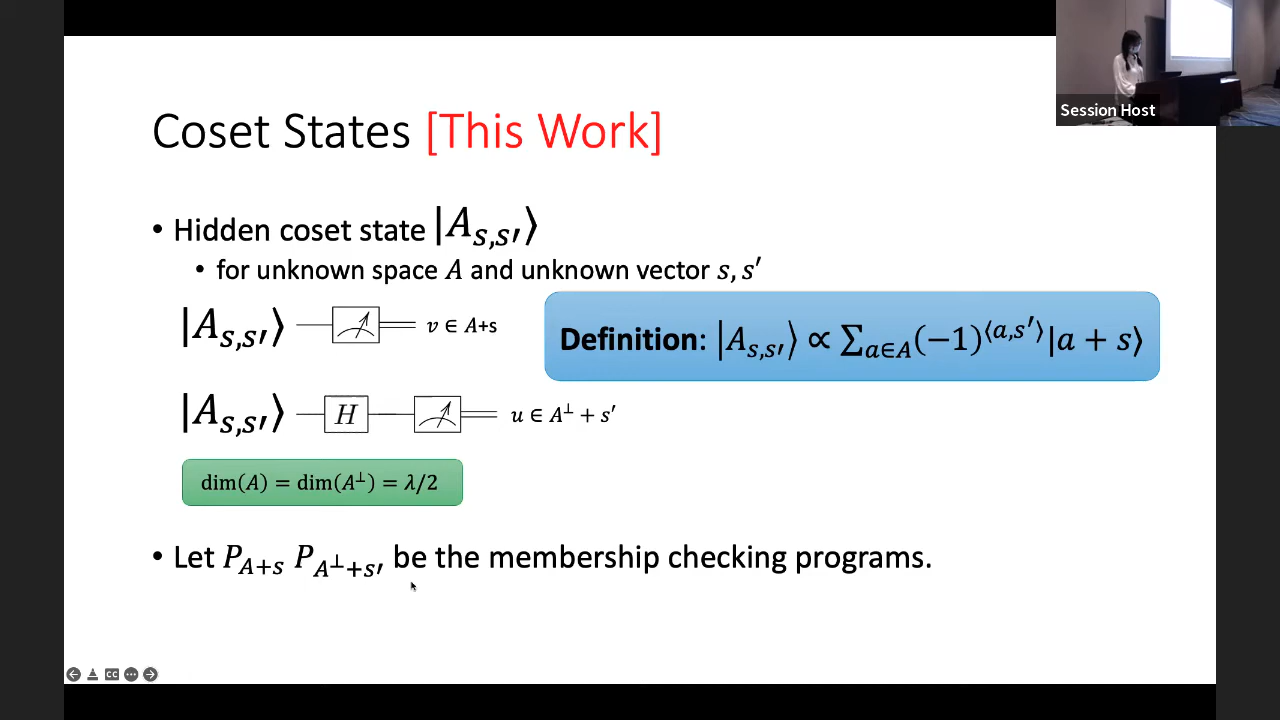 Session Host
Coset States [This Work]
• Hidden coset state |A_{s,s′}⟩
• for unknown space A and unknown vector s, s′
|A_{s,s′}⟩ v ∈ A+s
Definition: |A_{s,s′}⟩ ∝ ∑_{a∈A}(−1)^{⟨a,s′⟩}|a + s⟩
|A_{s,s′}⟩ H u ∈ A^⊥ + s′
dim(A) = dim(A^⊥) = λ/2
• Let P_{A+s} P_{A^⊥+s′} be the membership checking programs.
CC